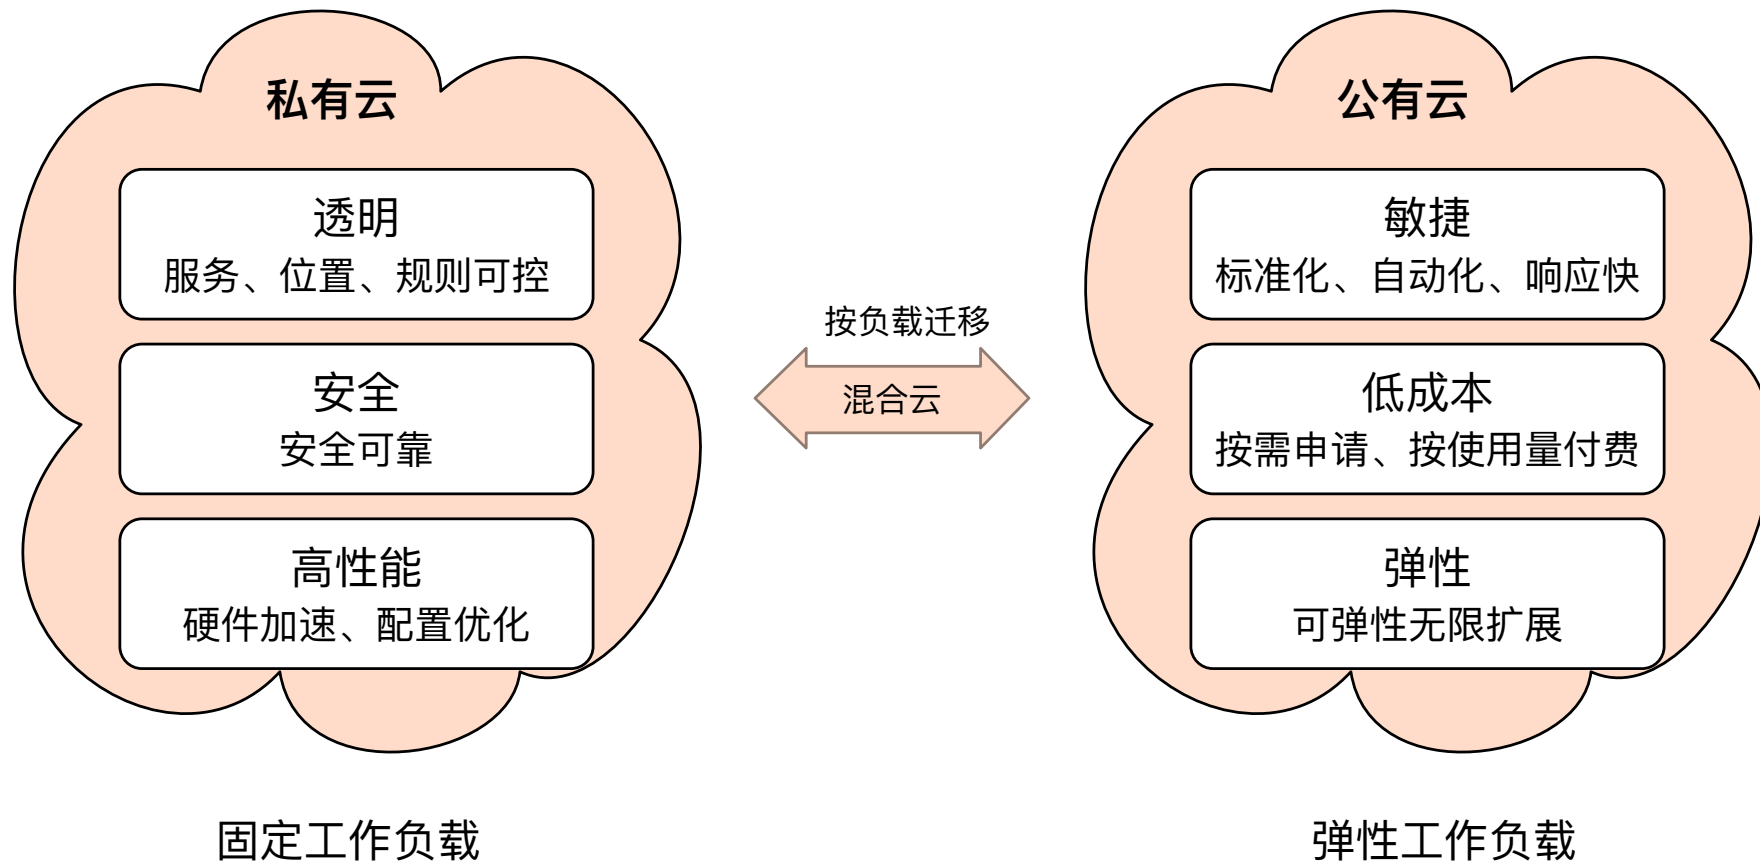 私有云
透明
服务、位置、规则可控
安全
安全可靠
高性能
硬件加速、配置优化
固定工作负载
按负载迁移
混合云
公有云
敏捷
标准化、自动化、响应快
低成本
按需申请、按使用量付费
弹性
可弹性无限扩展
弹性工作负载